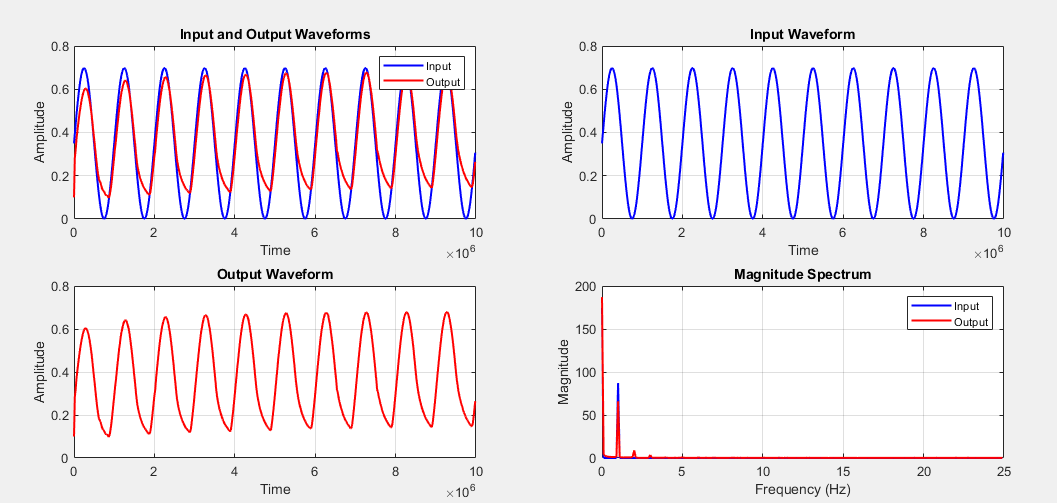 Input and Output Waveforms
0.8
0.6
0.4
0.2
0
Amplitude
Input
Output
0 2 4 6 8 10
Time
×10^6
Input Waveform
0.8
0.6
0.4
0.2
0
Amplitude
0 2 4 6 8 10
Time
×10^6
Output Waveform
0.8
0.6
0.4
0.2
0
Amplitude
0 2 4 6 8 10
Time
×10^6
Magnitude Spectrum
200
150
100
50
0
Magnitude
Input
Output
0 5 10 15 20 25
Frequency (Hz)